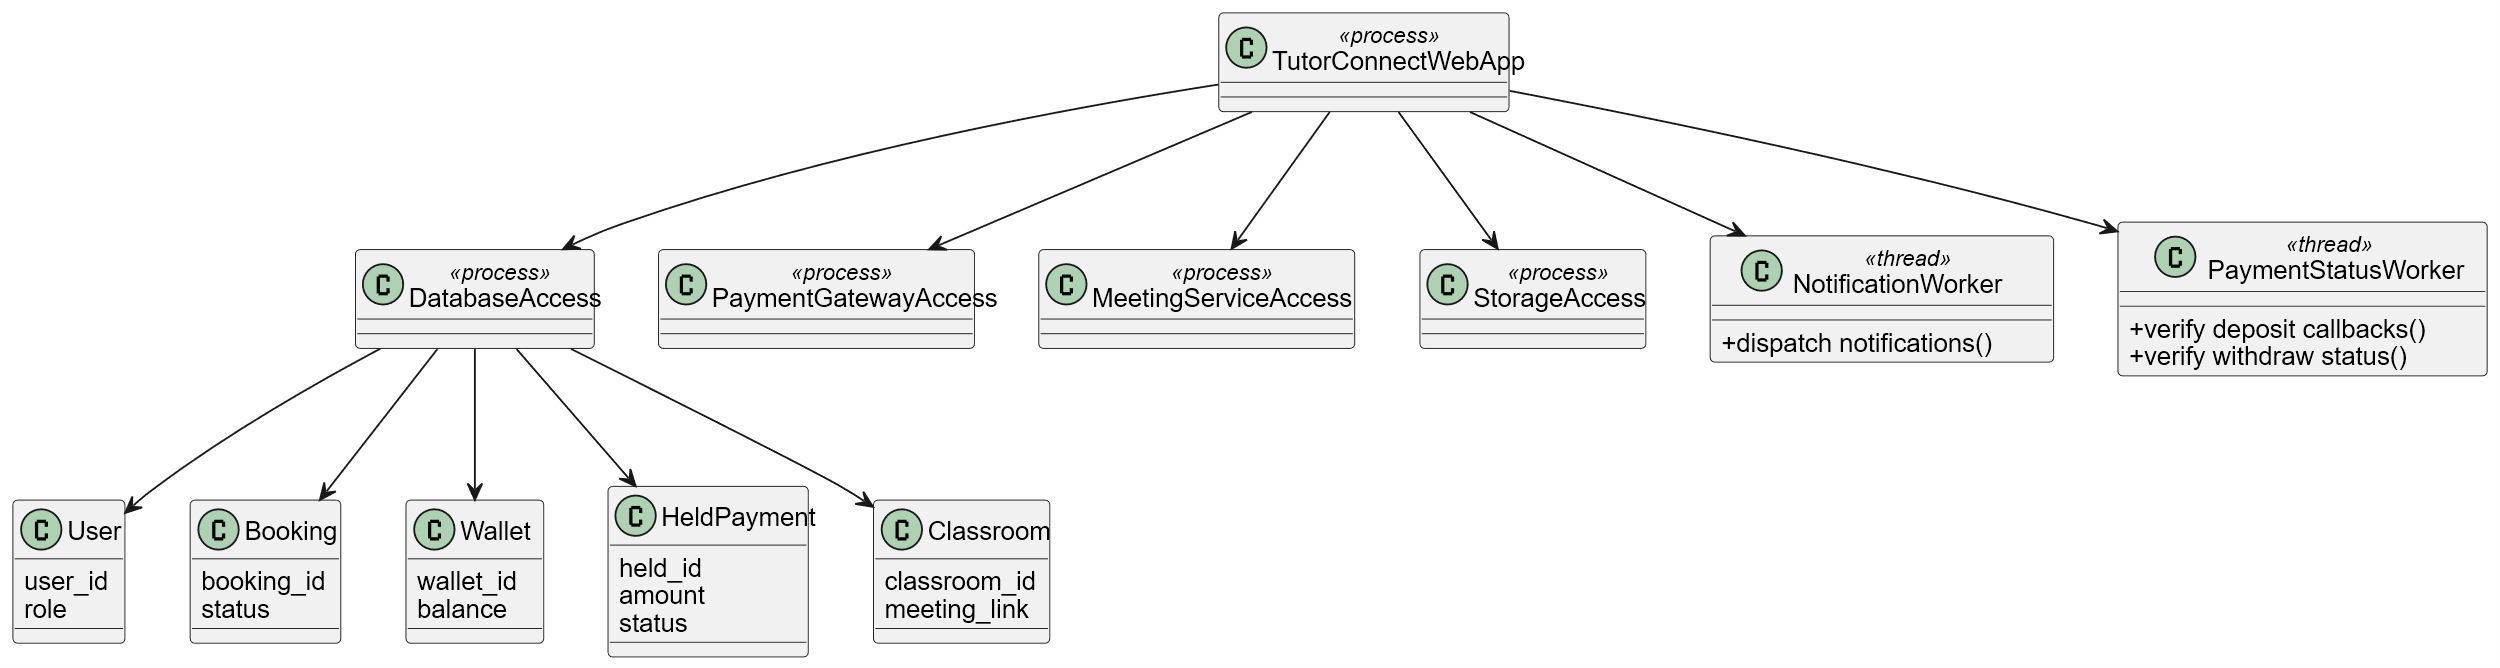 C
«process»
TutorConnectWebApp
C
«process»
DatabaseAccess
C
«process»
PaymentGatewayAccess
C
«process»
MeetingServiceAccess
C
«process»
StorageAccess
C
«thread»
NotificationWorker
+dispatch notifications()
C
«thread»
PaymentStatusWorker
+verify deposit callbacks()
+verify withdraw status()
C User
user_id
role
C Booking
booking_id
status
C Wallet
wallet_id
balance
C HeldPayment
held_id
amount
status
C Classroom
classroom_id
meeting_link